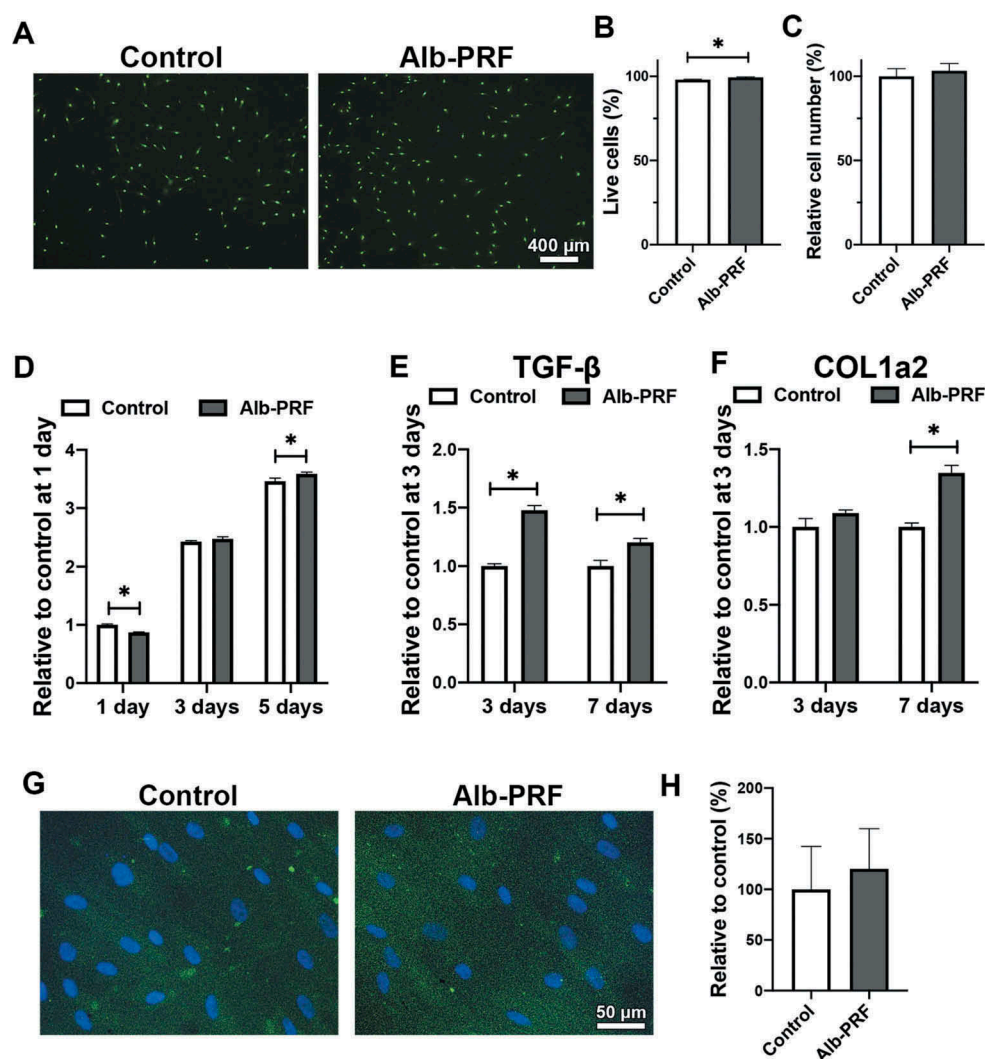 A
Control
Alb-PRF
400 µm
B
Live cells (%)
100
50
0
*
Control
Alb-PRF
C
Relative cell number (%)
100
50
0
Control
Alb-PRF
D
Control
Alb-PRF
Relative to control at 1 day
4
3
2
1
0
*
*
1 day
3 days
5 days
E
TGF-β
Control
Alb-PRF
Relative to control at 3 days
2.0
1.5
1.0
0.5
0.0
*
*
3 days
7 days
F
COL1a2
Control
Alb-PRF
Relative to control at 3 days
1.5
1.0
0.5
0.0
*
3 days
7 days
G
Control
Alb-PRF
50 µm
H
Relative to control (%)
200
150
100
50
0
Control
Alb-PRF